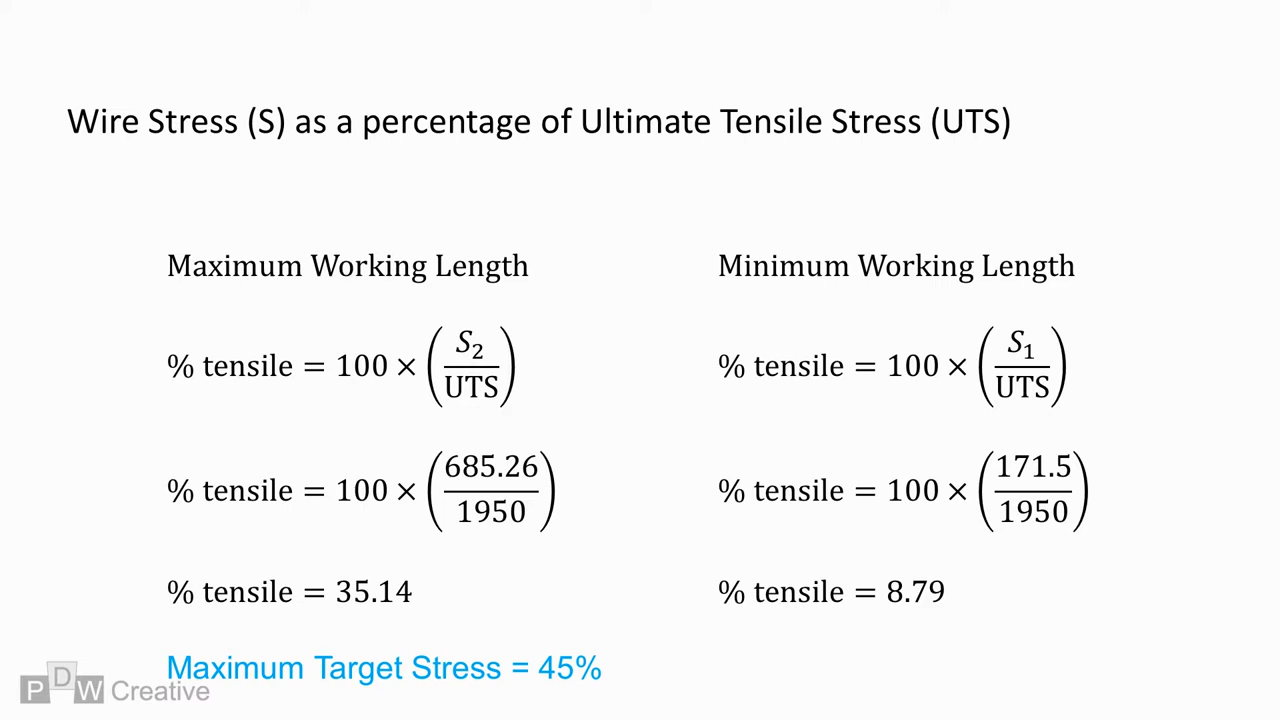 Wire Stress (S) as a percentage of Ultimate Tensile Stress (UTS)
Maximum Working Length
% tensile = 100 × (S₂/UTS)
% tensile = 100 × (685.26/1950)
% tensile = 35.14
Maximum Target Stress = 45%
Minimum Working Length
% tensile = 100 × (S₁/UTS)
% tensile = 100 × (171.5/1950)
% tensile = 8.79
PDW Creative